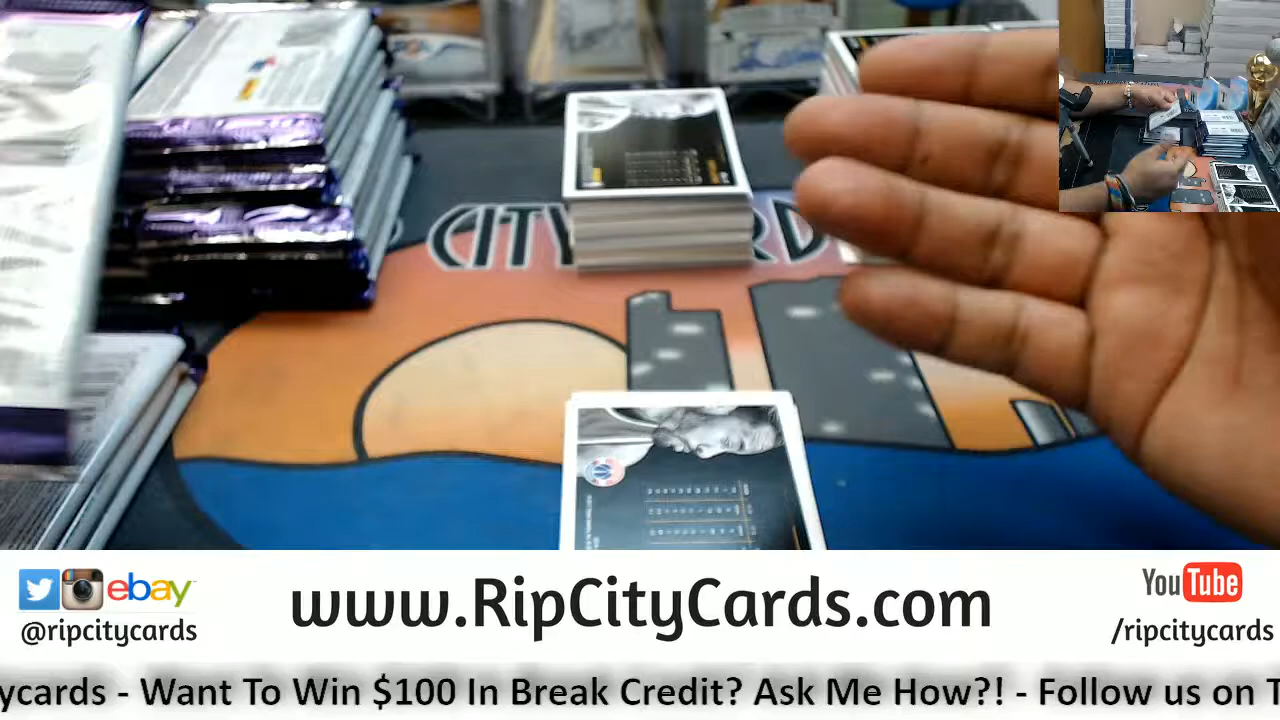 CITY
RD
www.RipCityCards.com
ebay
@ripcitycards
YouTube
/ripcitycards
ycards - Want To Win $100 In Break Credit? Ask Me How?! - Follow us on T